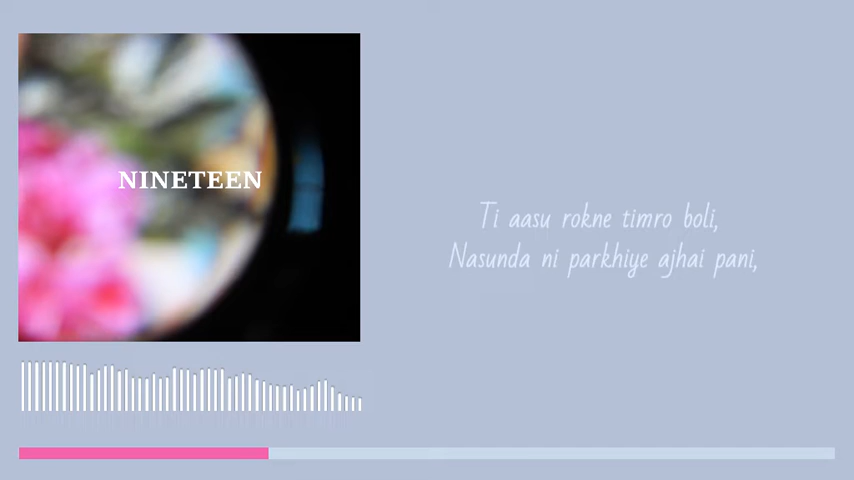 NINETEEN
Ti aasu rokne timro boli,
Nasunda ni parkhiye ajhai pani,